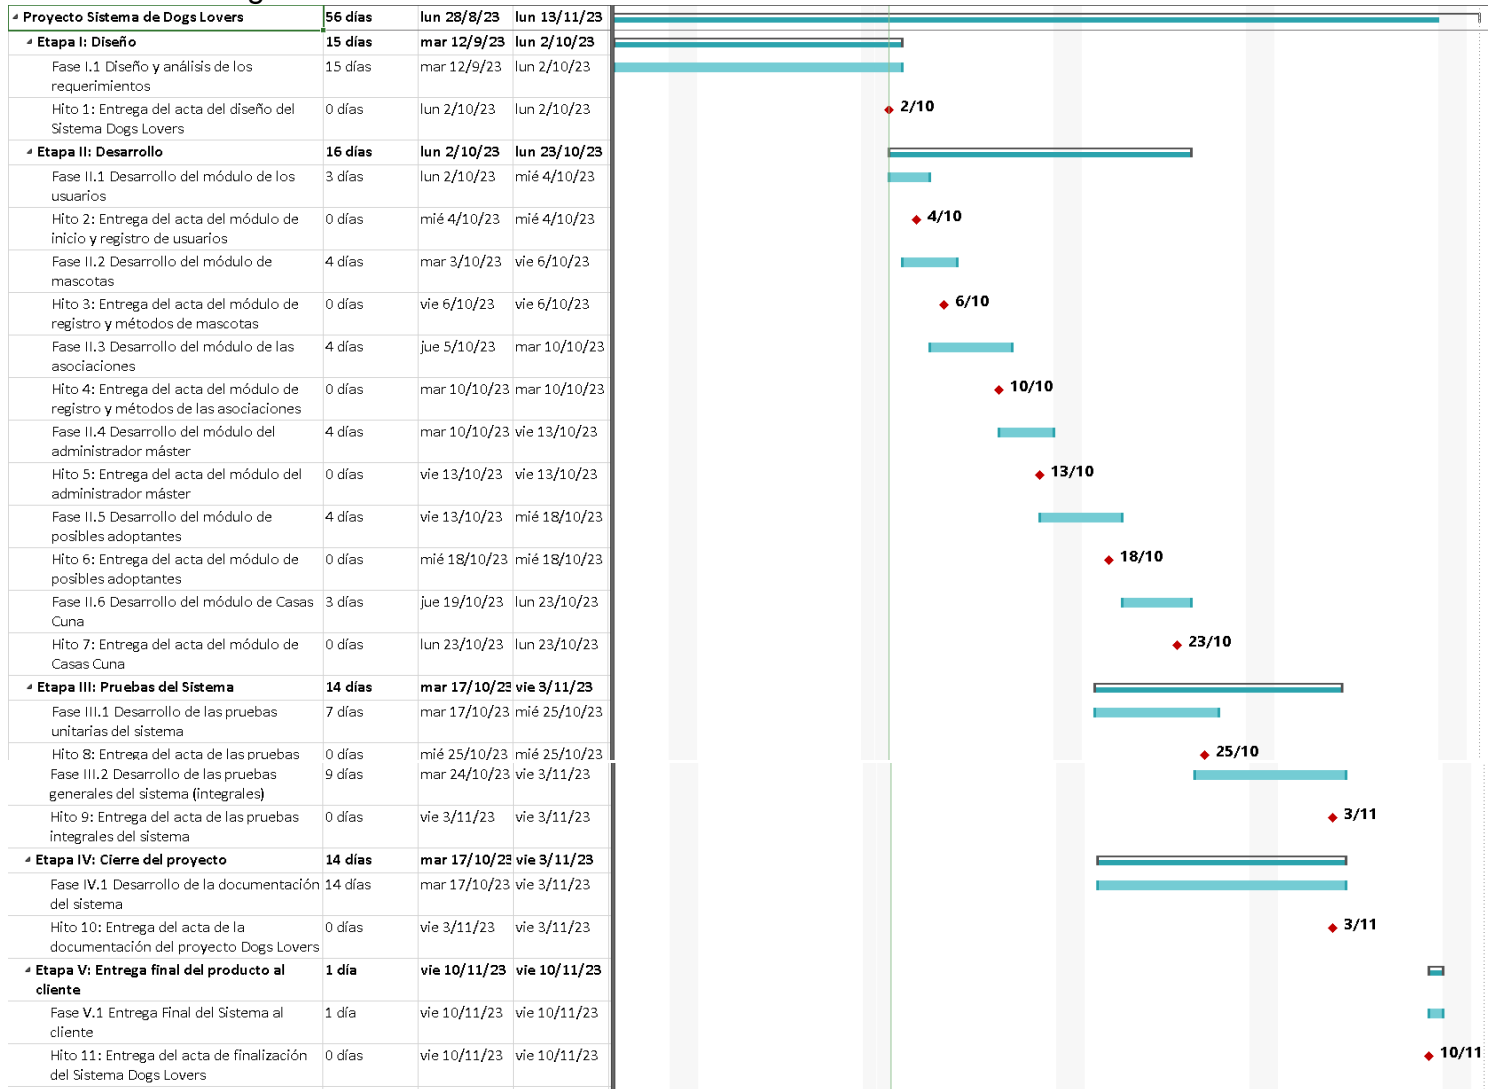 Proyecto Sistema de Dogs Lovers 56 días lun 28/8/23 lun 13/11/23
Etapa I: Diseño 15 días mar 12/9/23 lun 2/10/23
Fase I.1 Diseño y análisis de los 15 días mar 12/9/23 lun 2/10/23
requerimientos
Hito 1: Entrega del acta del diseño del 0 días lun 2/10/23 lun 2/10/23 2/10
Sistema Dogs Lovers
Etapa II: Desarrollo 16 días lun 2/10/23 lun 23/10/23
Fase II.1 Desarrollo del módulo de los 3 días lun 2/10/23 mié 4/10/23
usuarios
Hito 2: Entrega del acta del módulo de 0 días mié 4/10/23 mié 4/10/23 4/10
inicio y registro de usuarios
Fase II.2 Desarrollo del módulo de 4 días mar 3/10/23 vie 6/10/23
mascotas
Hito 3: Entrega del acta del módulo de 0 días vie 6/10/23 vie 6/10/23 6/10
registro y métodos de mascotas
Fase II.3 Desarrollo del módulo de las 4 días jue 5/10/23 mar 10/10/23
asociaciones
Hito 4: Entrega del acta del módulo de 0 días mar 10/10/23 mar 10/10/23 10/10
registro y métodos de las asociaciones
Fase II.4 Desarrollo del módulo del 4 días mar 10/10/23 vie 13/10/23
administrador máster
Hito 5: Entrega del acta del módulo del 0 días vie 13/10/23 vie 13/10/23 13/10
administrador máster
Fase II.5 Desarrollo del módulo de 4 días vie 13/10/23 mié 18/10/23
posibles adoptantes
Hito 6: Entrega del acta del módulo de 0 días mié 18/10/23 mié 18/10/23 18/10
posibles adoptantes
Fase II.6 Desarrollo del módulo de Casas 3 días jue 19/10/23 lun 23/10/23
Cuna
Hito 7: Entrega del acta del módulo de 0 días lun 23/10/23 lun 23/10/23 23/10
Casas Cuna
Etapa III: Pruebas del Sistema 14 días mar 17/10/23 vie 3/11/23
Fase III.1 Desarrollo de las pruebas 7 días mar 17/10/23 mié 25/10/23
unitarias del sistema
Hito 8: Entrega del acta de las pruebas 0 días mié 25/10/23 mié 25/10/23 25/10
Fase III.2 Desarrollo de las pruebas 9 días mar 24/10/23 vie 3/11/23
generales del sistema (integrales)
Hito 9: Entrega del acta de las pruebas 0 días vie 3/11/23 vie 3/11/23 3/11
integrales del sistema
Etapa IV: Cierre del proyecto 14 días mar 17/10/23 vie 3/11/23
Fase IV.1 Desarrollo de la documentación 14 días mar 17/10/23 vie 3/11/23
del sistema
Hito 10: Entrega del acta de la 0 días vie 3/11/23 vie 3/11/23 3/11
documentación del proyecto Dogs Lovers
Etapa V: Entrega final del producto al 1 día vie 10/11/23 vie 10/11/23
cliente
Fase V.1 Entrega Final del Sistema al 1 día vie 10/11/23 vie 10/11/23
cliente
Hito 11: Entrega del acta de finalización 0 días vie 10/11/23 vie 10/11/23 10/11
del Sistema Dogs Lovers